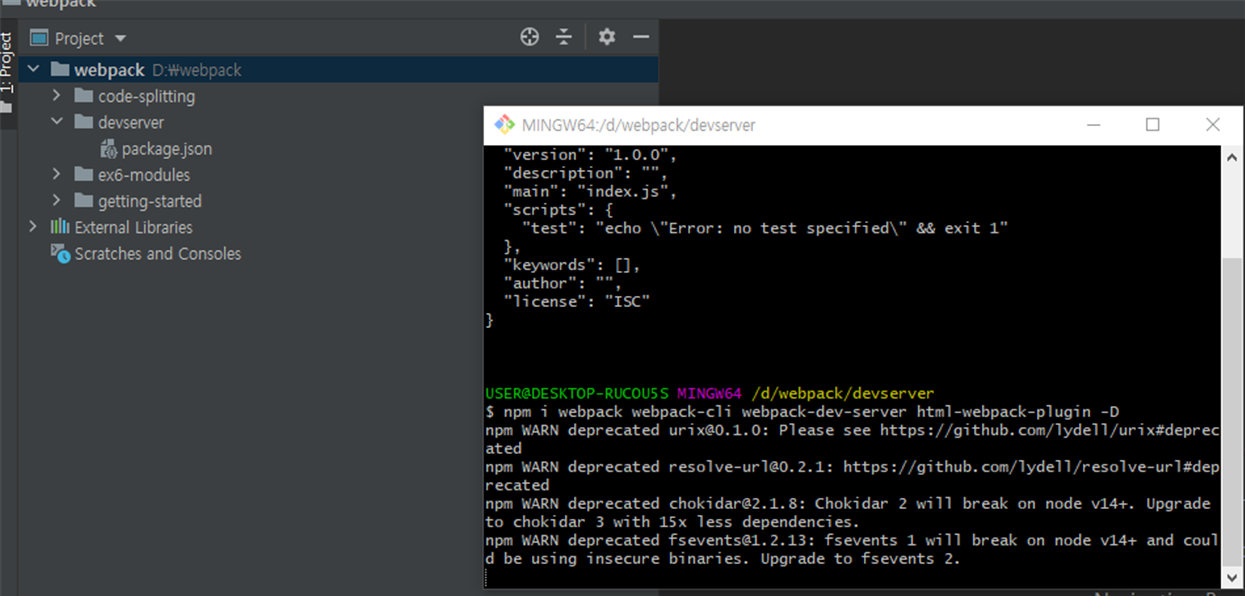 webpack
1: Project
Project
webpack D:₩webpack
code-splitting
devserver
package.json
ex6-modules
getting-started
External Libraries
Scratches and Consoles
MINGW64:/d/webpack/devserver
"version": "1.0.0",
"description": "",
"main": "index.js",
"scripts": {
"test": "echo \"Error: no test specified\" && exit 1"
},
"keywords": [],
"author": "",
"license": "ISC"
}
USER@DESKTOP-RUCOU5S MINGW64 /d/webpack/devserver
$ npm i webpack webpack-cli webpack-dev-server html-webpack-plugin -D
npm WARN deprecated urix@0.1.0: Please see https://github.com/lydell/urix#deprec
ated
npm WARN deprecated resolve-url@0.2.1: https://github.com/lydell/resolve-url#dep
recated
npm WARN deprecated chokidar@2.1.8: Chokidar 2 will break on node v14+. Upgrade
to chokidar 3 with 15x less dependencies.
npm WARN deprecated fsevents@1.2.13: fsevents 1 will break on node v14+ and coul
d be using insecure binaries. Upgrade to fsevents 2.